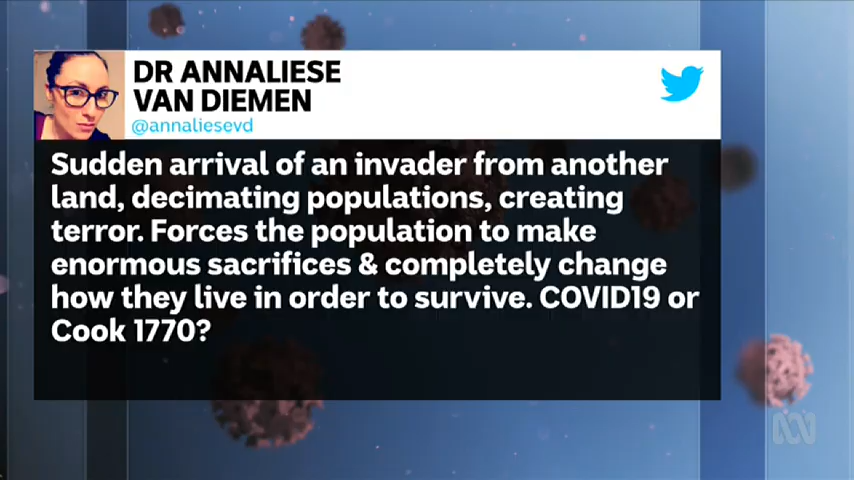 DR ANNALIESE
VAN DIEMEN
@annaliesevd
Sudden arrival of an invader from another
land, decimating populations, creating
terror. Forces the population to make
enormous sacrifices & completely change
how they live in order to survive. COVID19 or
Cook 1770?